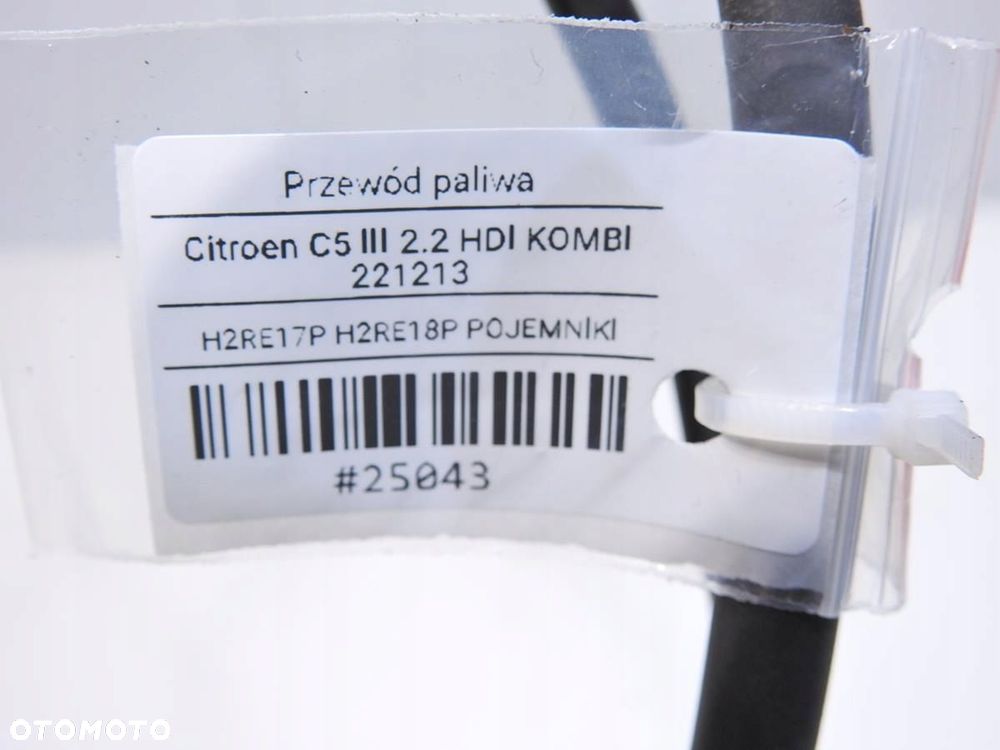 Przewód paliwa
Citroen C5 III 2.2 HDI KOMBI
221213
H2RE17P H2RE18P POJEMNIKI
#25043
OTOMOTO